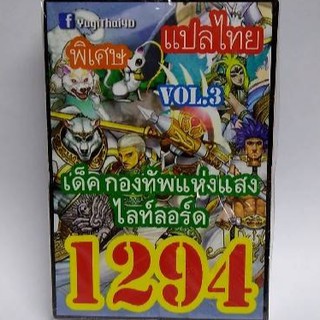 f YugiThaiAD
พิเศษ
แปลไทย
VOL.3
เด็ค กองทัพแห่งแสง
ไลท์ลอร์ด
1294